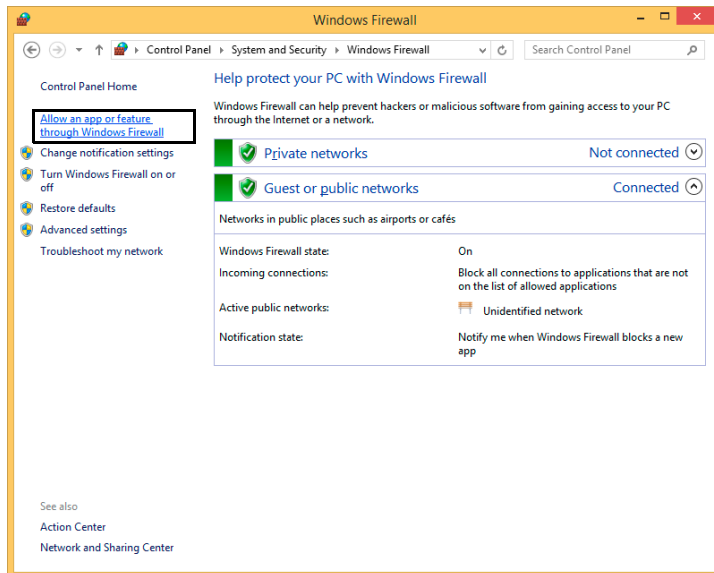 Windows Firewall
Control Panel System and Security Windows Firewall
Search Control Panel
Control Panel Home
Allow an app or feature
through Windows Firewall
Change notification settings
Turn Windows Firewall on or
off
Restore defaults
Advanced settings
Troubleshoot my network
See also
Action Center
Network and Sharing Center
Help protect your PC with Windows Firewall
Windows Firewall can help prevent hackers or malicious software from gaining access to your PC
through the Internet or a network.
Private networks Not connected
Guest or public networks Connected
Networks in public places such as airports or cafés
Windows Firewall state: On
Incoming connections: Block all connections to applications that are not
on the list of allowed applications
Active public networks: Unidentified network
Notification state: Notify me when Windows Firewall blocks a new
app